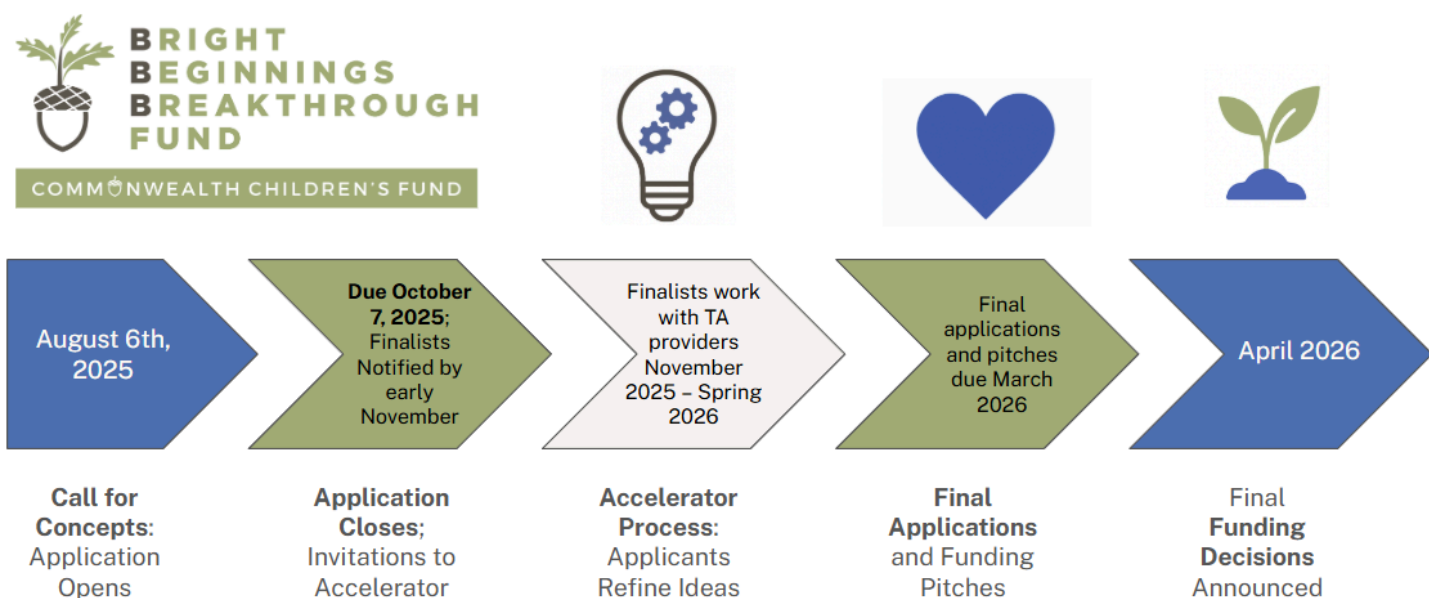 BRIGHT
BEGINNINGS
BREAKTHROUGH
FUND
COMMONWEALTH CHILDREN'S FUND
August 6th,
2025
Due October
7, 2025;
Finalists
Notified by
early
November
Finalists work
with TA
providers
November
2025 – Spring
2026
Final
applications
and pitches
due March
2026
April 2026
Call for
Concepts:
Application
Opens
Application
Closes;
Invitations to
Accelerator
Accelerator
Process:
Applicants
Refine Ideas
Final
Applications
and Funding
Pitches
Final
Funding
Decisions
Announced